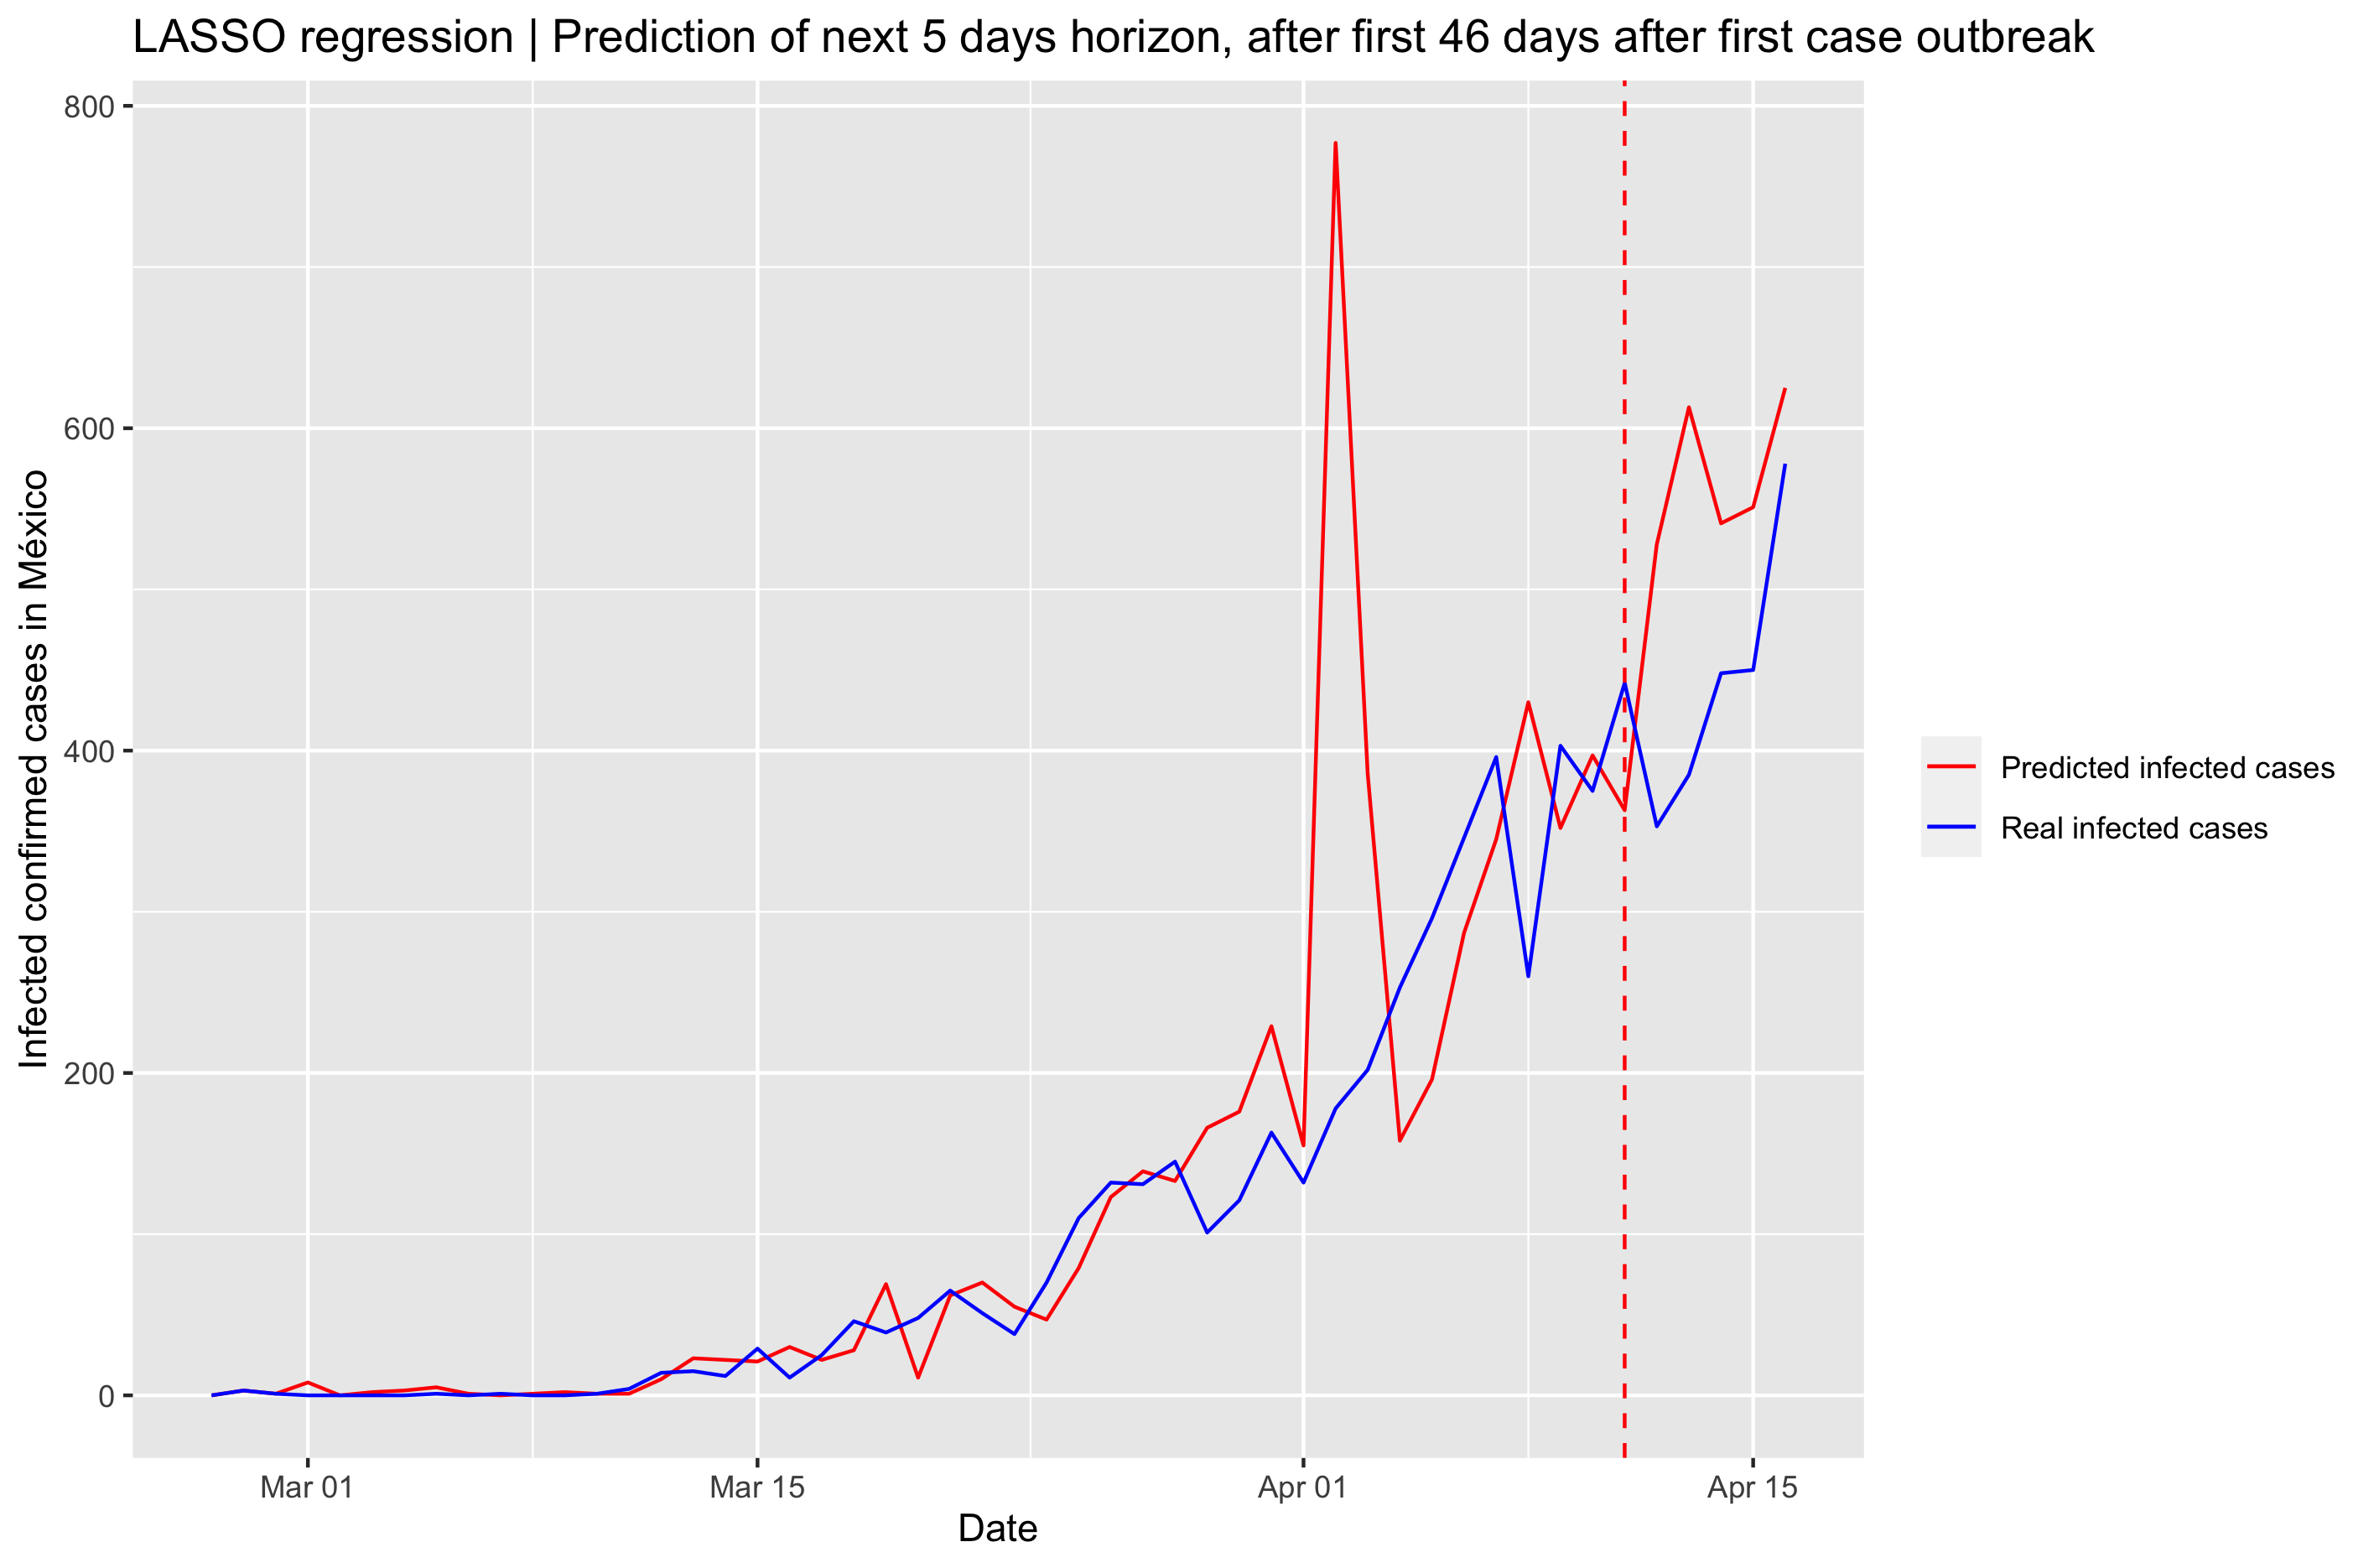 LASSO regression | Prediction of next 5 days horizon, after first 46 days after first case outbreak
Infected confirmed cases in México
800
600
400
200
0
Mar 01
Mar 15
Apr 01
Apr 15
Date
Predicted infected cases
Real infected cases